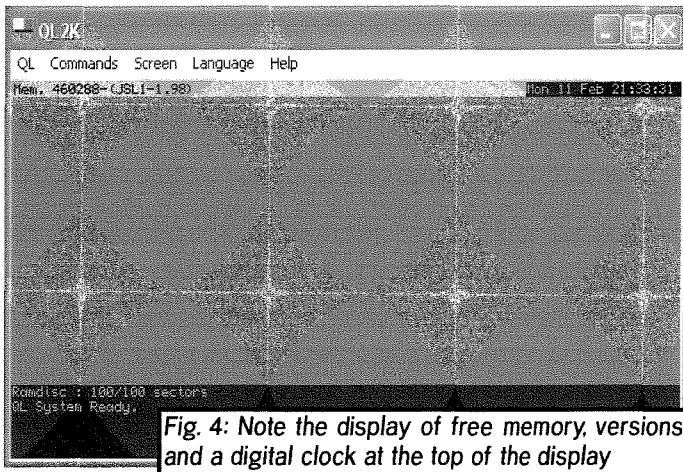 QL2K
QL Commands Screen Language Help
Mem. 460288-(JSL1-1.98) Mon 11 Feb 21:33:31
Ramdisc : 100/100 sectors
QL System Ready.
Fig. 4: Note the display of free memory, versions
and a digital clock at the top of the display